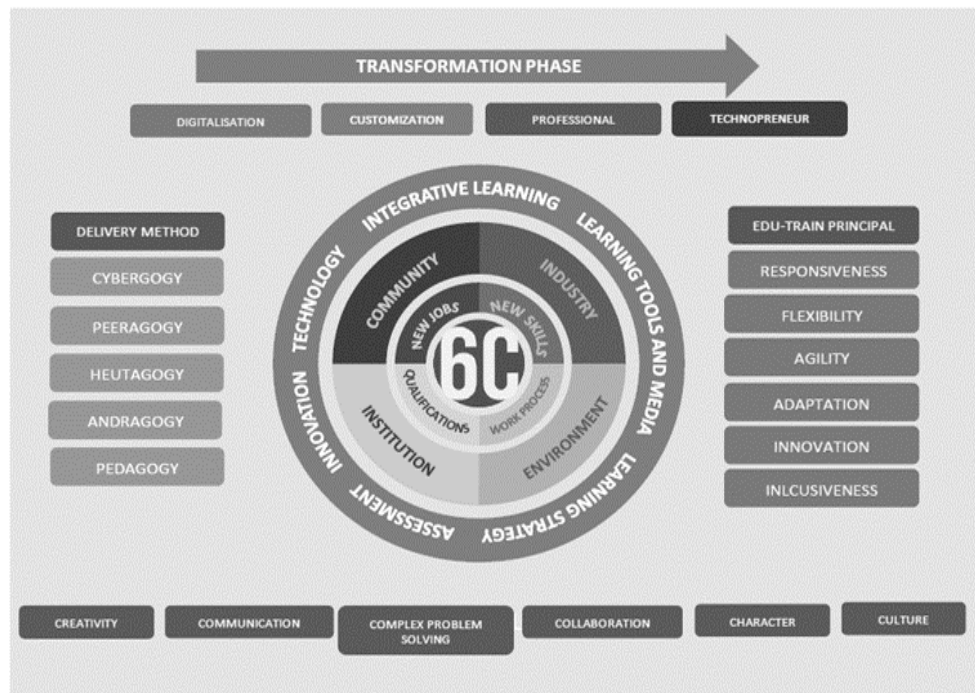 TRANSFORMATION PHASE
DIGITALISATION
CUSTOMIZATION
PROFESSIONAL
TECHNOPRENEUR
DELIVERY METHOD
CYBERGOGY
PEERAGOGY
HEUTAGOGY
ANDRAGOGY
PEDAGOGY
INTEGRATIVE LEARNING
LEARNING TOOLS AND MEDIA
LEARNING STRATEGY
ASSESSMENT
INNOVATION
TECHNOLOGY
COMMUNITY
INDUSTRY
ENVIRONMENT
INSTITUTION
NEW JOBS
NEW SKILLS
WORK PROCESS
QUALIFICATIONS
6C
EDU-TRAIN PRINCIPAL
RESPONSIVENESS
FLEXIBILITY
AGILITY
ADAPTATION
INNOVATION
INLCUSIVENESS
CREATIVITY
COMMUNICATION
COMPLEX PROBLEM
SOLVING
COLLABORATION
CHARACTER
CULTURE